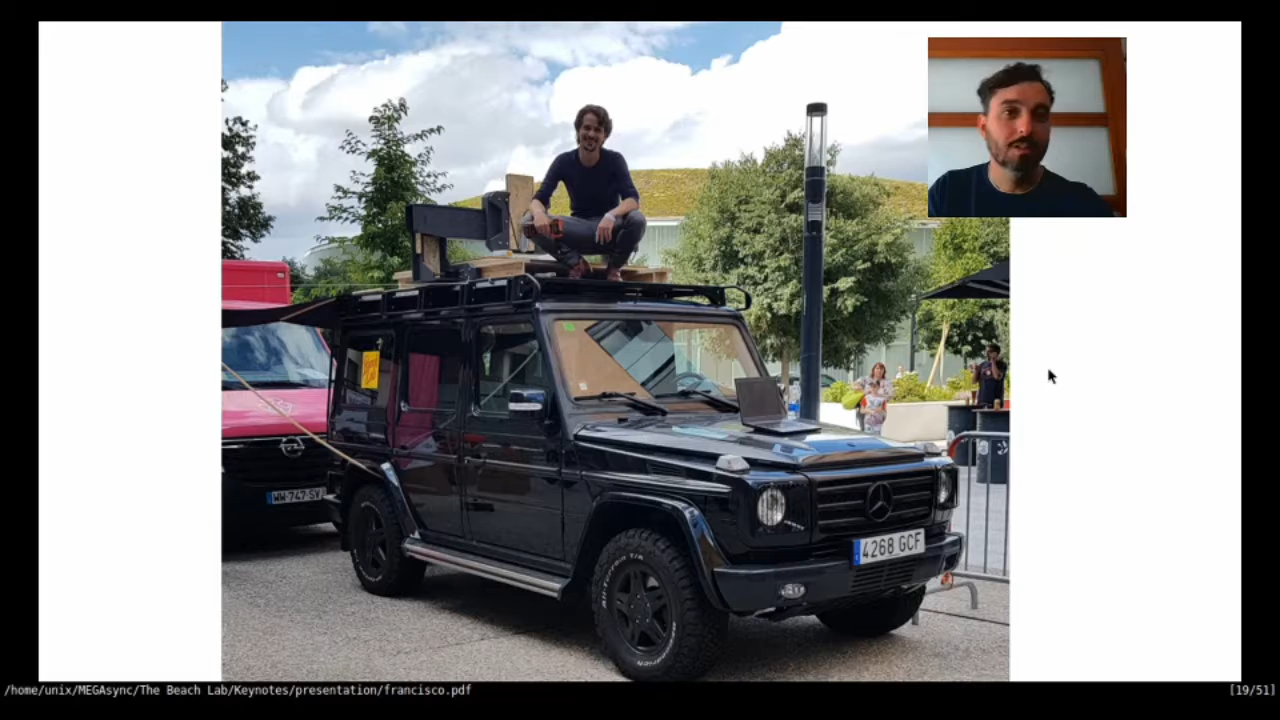 WW-747-SV
4268 GCF
/home/unix/MEGAsync/The Beach Lab/Keynotes/presentation/francisco.pdf
[19/51]